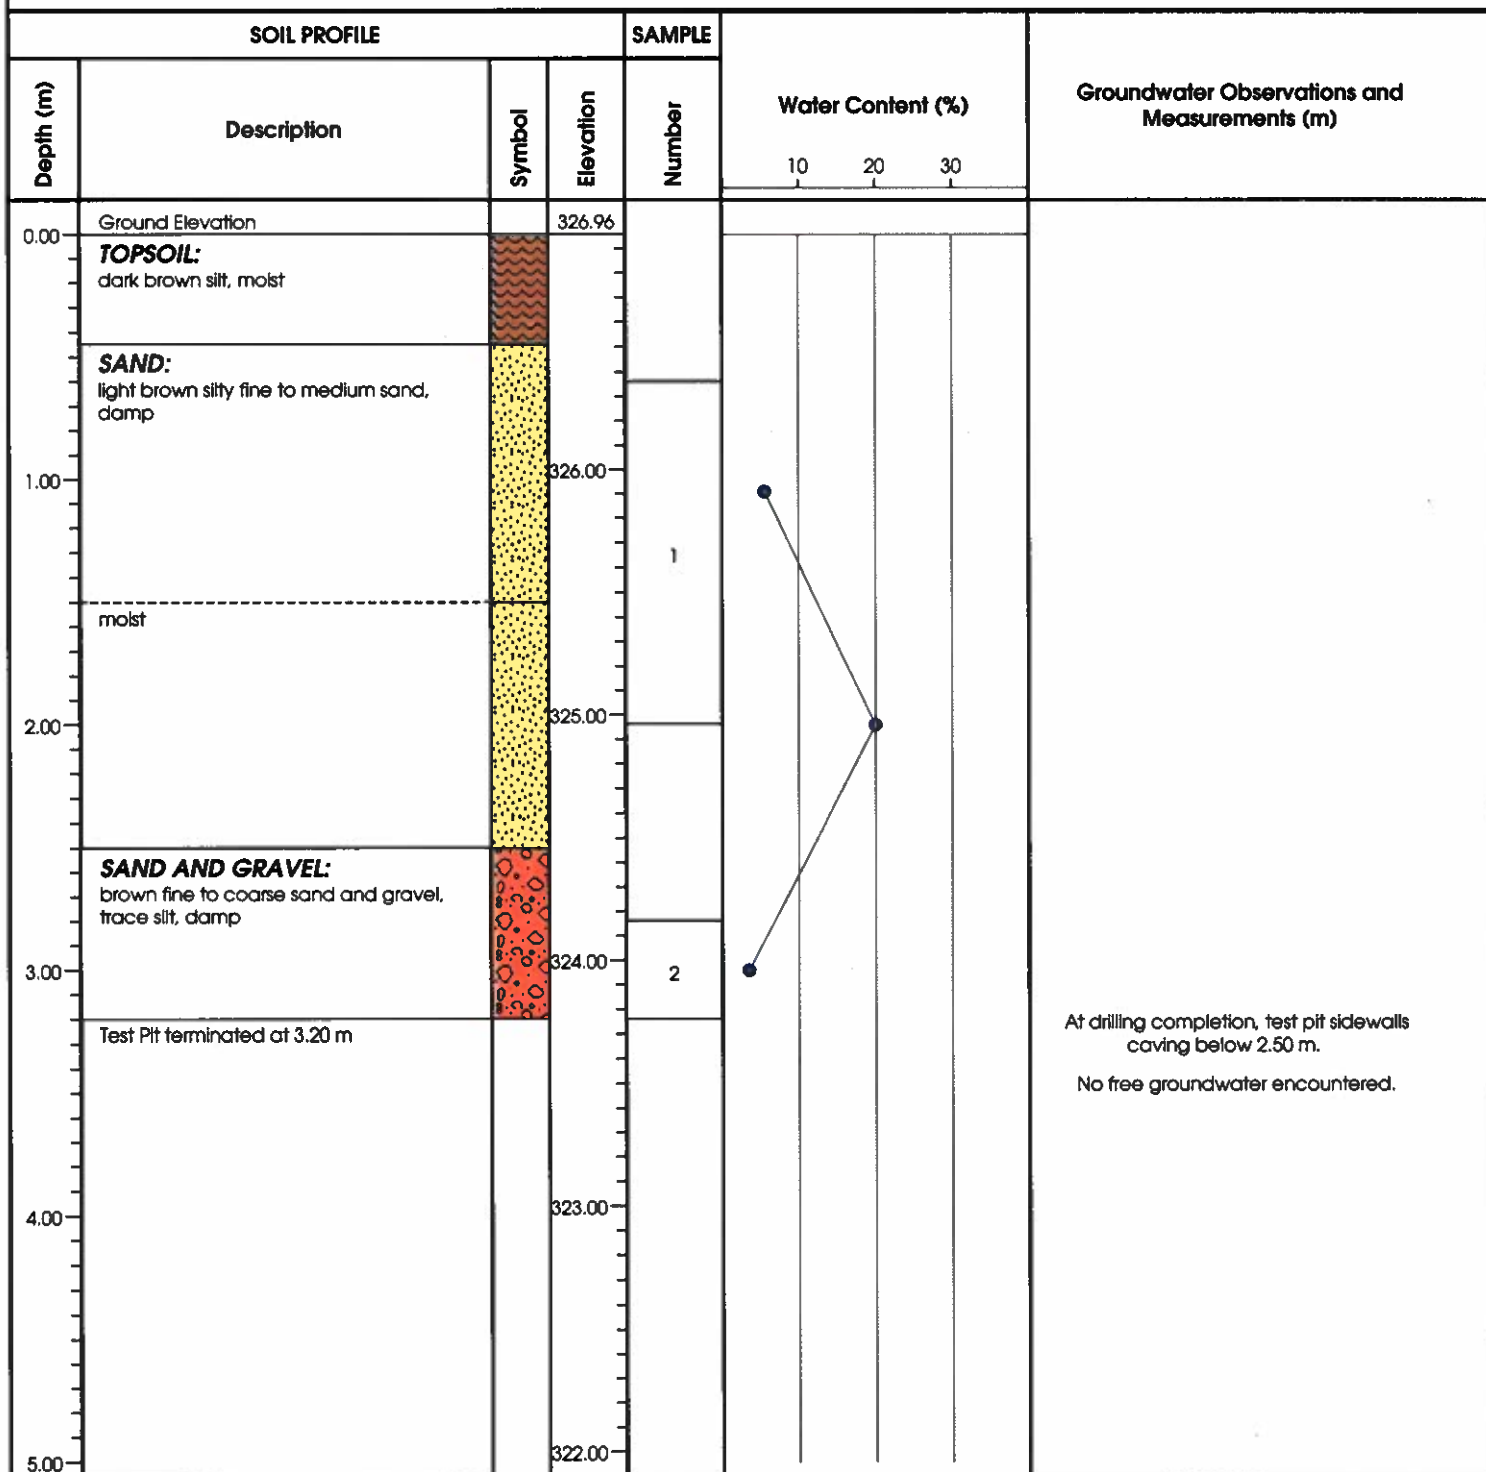 SOIL PROFILE
SAMPLE
Depth (m)
Description
Symbol
Elevation
Number
Water Content (%)
10 20 30
Groundwater Observations and
Measurements (m)
Ground Elevation
326.96
0.00
TOPSOIL:
dark brown silt, moist
SAND:
light brown silty fine to medium sand,
damp
326.00
1.00
1
moist
325.00
2.00
SAND AND GRAVEL:
brown fine to coarse sand and gravel,
trace silt, damp
324.00
3.00
2
Test Pit terminated at 3.20 m
At drilling completion, test pit sidewalls
caving below 2.50 m.
No free groundwater encountered.
323.00
4.00
322.00
5.00